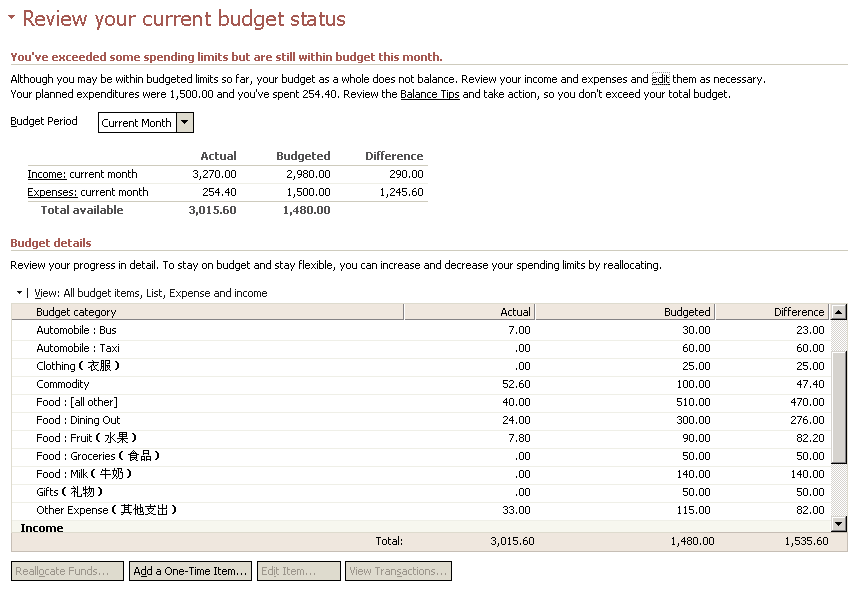 Review your current budget status
You've exceeded some spending limits but are still within budget this month.
Although you may be within budgeted limits so far, your budget as a whole does not balance. Review your income and expenses and edit them as necessary.
Your planned expenditures were 1,500.00 and you've spent 254.40. Review the Balance Tips and take action, so you don't exceed your total budget.
Budget Period Current Month
Actual Budgeted Difference
Income: current month 3,270.00 2,980.00 290.00
Expenses: current month 254.40 1,500.00 1,245.60
Total available 3,015.60 1,480.00
Budget details
Review your progress in detail. To stay on budget and stay flexible, you can increase and decrease your spending limits by reallocating.
| View: All budget items, List, Expense and income
Budget category Actual Budgeted Difference
Automobile : Bus 7.00 30.00 23.00
Automobile : Taxi .00 60.00 60.00
Clothing ( 衣服 ) .00 25.00 25.00
Commodity 52.60 100.00 47.40
Food : [all other] 40.00 510.00 470.00
Food : Dining Out 24.00 300.00 276.00
Food : Fruit ( 水果 ) 7.80 90.00 82.20
Food : Groceries ( 食品 ) .00 50.00 50.00
Food : Milk ( 牛奶 ) .00 140.00 140.00
Gifts ( 礼物 ) .00 50.00 50.00
Other Expense ( 其他支出 ) 33.00 115.00 82.00
Income
Total: 3,015.60 1,480.00 1,535.60
Reallocate Funds... Add a One-Time Item... Edit Item... View Transactions...